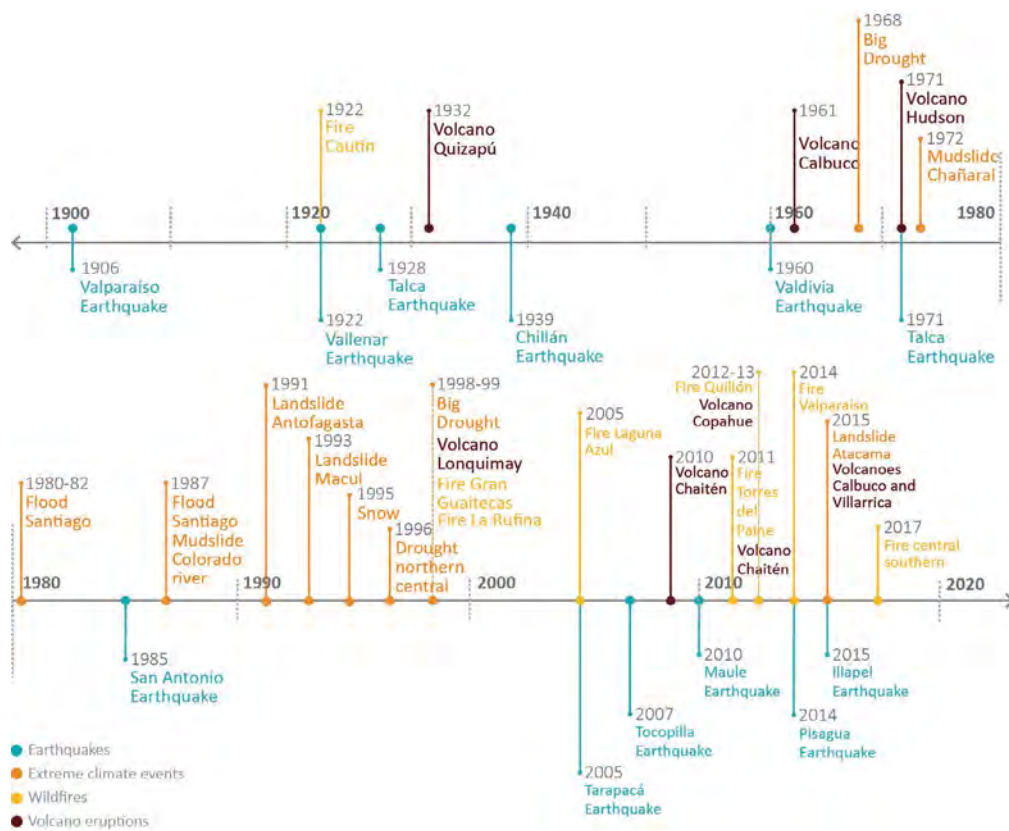 1968
Big
Drought
1971
Volcano
Hudson
1922
Fire
Cautín
1932
Volcano
Quizapú
1961
Volcano
Calbuco
1972
Mudslide
Chañaral
1900
1920
1940
1960
1980
1906
Valparaíso
Earthquake
1922
Vallenar
Earthquake
1928
Talca
Earthquake
1939
Chillán
Earthquake
1960
Valdivia
Earthquake
1971
Talca
Earthquake
1980-82
Flood
Santiago
1987
Flood
Santiago
Mudslide
Colorado
river
1991
Landslide
Antofagasta
1993
Landslide
Macul
1995
Snow
1996
Drought
northern
central
1998-99
Big
Drought
Volcano
Lonquimay
Fire Gran
Guaitecas
Fire La Rufina
2005
Fire Laguna
Azul
2010
Volcano
Chaitén
2012-13
Fire Quillón
Volcano
Copahue
2011
Fire
Torres
del
Paine
Volcano
Chaitén
2014
Fire
Valparaíso
2015
Landslide
Atacama
Volcanoes
Calbuco and
Villarrica
2017
Fire central
southern
1980
1990
2000
2010
2020
1985
San Antonio
Earthquake
2005
Tarapacá
Earthquake
2007
Tocopilla
Earthquake
2010
Maule
Earthquake
2014
Pisagua
Earthquake
2015
Illapel
Earthquake
Earthquakes
Extreme climate events
Wildfires
Volcano eruptions